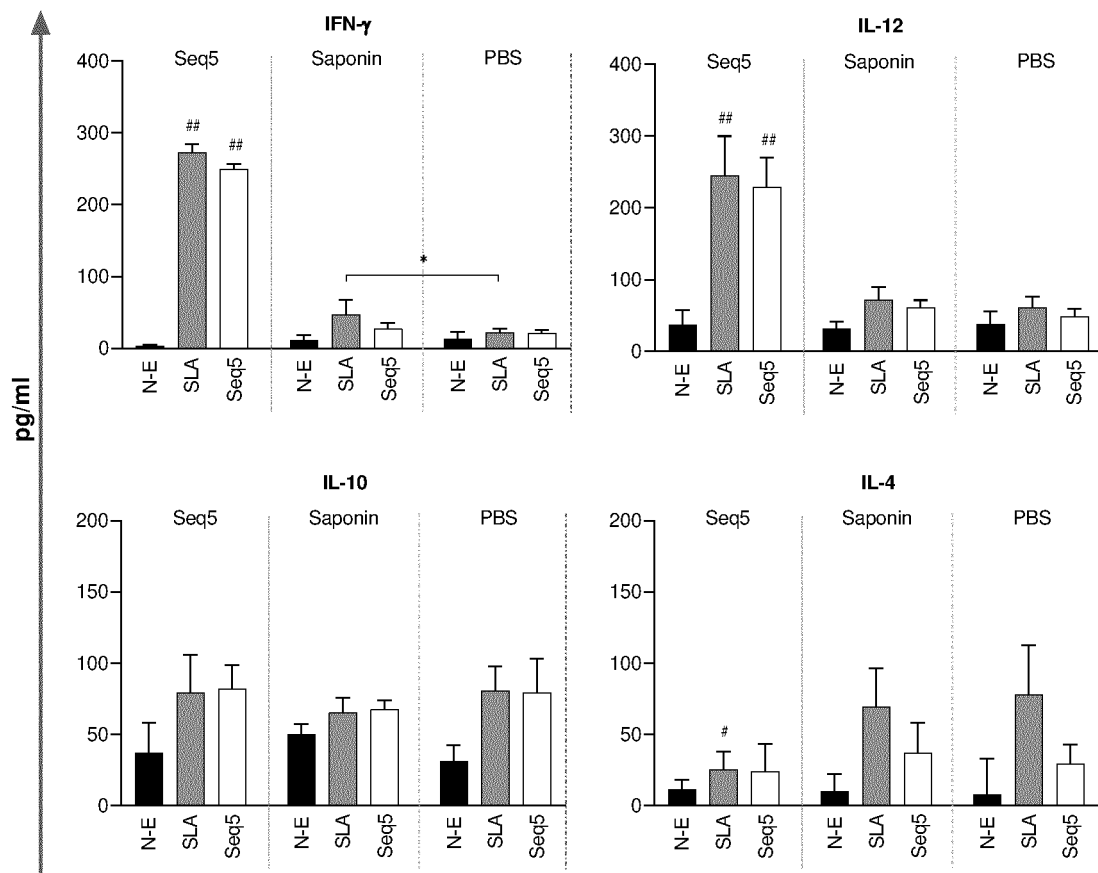 pg/ml
IFN-γ
Seq5 Saponin PBS
400
300
200
100
0
## ##
*
N-E SLA Seq5 N-E SLA Seq5 N-E SLA Seq5
IL-12
Seq5 Saponin PBS
400
300
200
100
0
## ##
N-E SLA Seq5 N-E SLA Seq5 N-E SLA Seq5
IL-10
Seq5 Saponin PBS
200
150
100
50
0
N-E SLA Seq5 N-E SLA Seq5 N-E SLA Seq5
IL-4
Seq5 Saponin PBS
200
150
100
50
0
#
N-E SLA Seq5 N-E SLA Seq5 N-E SLA Seq5